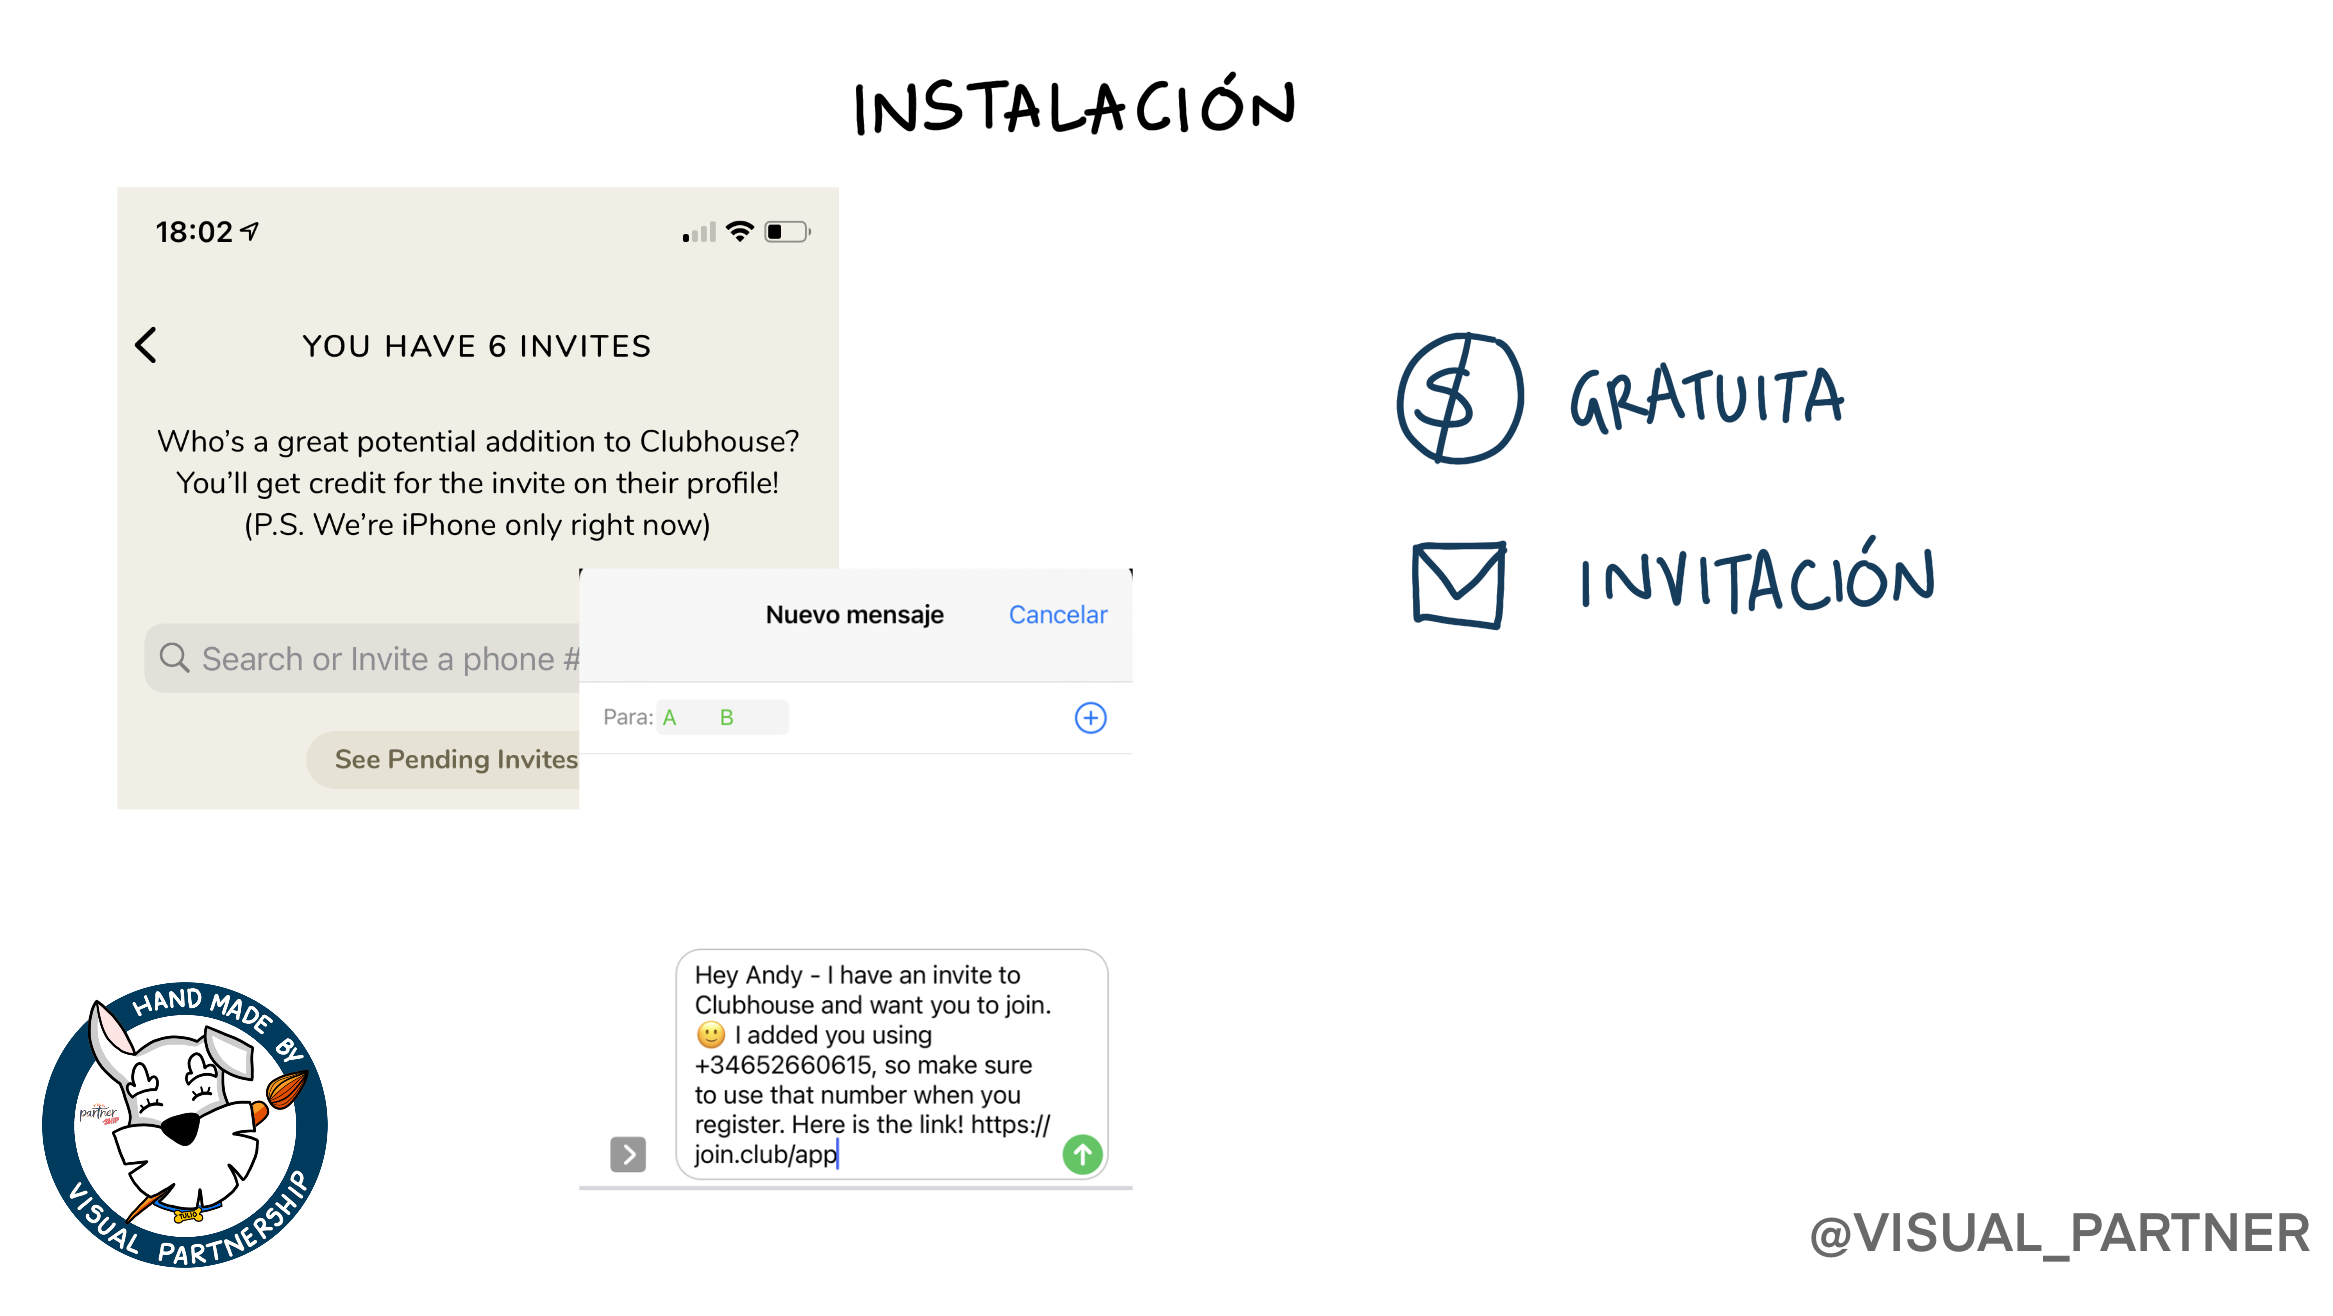 INSTALACIÓN
18:02
YOU HAVE 6 INVITES
Who's a great potential addition to Clubhouse?
You'll get credit for the invite on their profile!
(P.S. We're iPhone only right now)
Search or Invite a phone #
See Pending Invites
Nuevo mensaje
Cancelar
Para: A B
Hey Andy - I have an invite to
Clubhouse and want you to join.
🙂 I added you using
+34652660615, so make sure
to use that number when you
register. Here is the link! https://
join.club/app
$ GRATUITA
INVITACIÓN
HAND MADE BY
partner
SHIP
TULIO
VISUAL PARTNERSHIP
@VISUAL_PARTNER